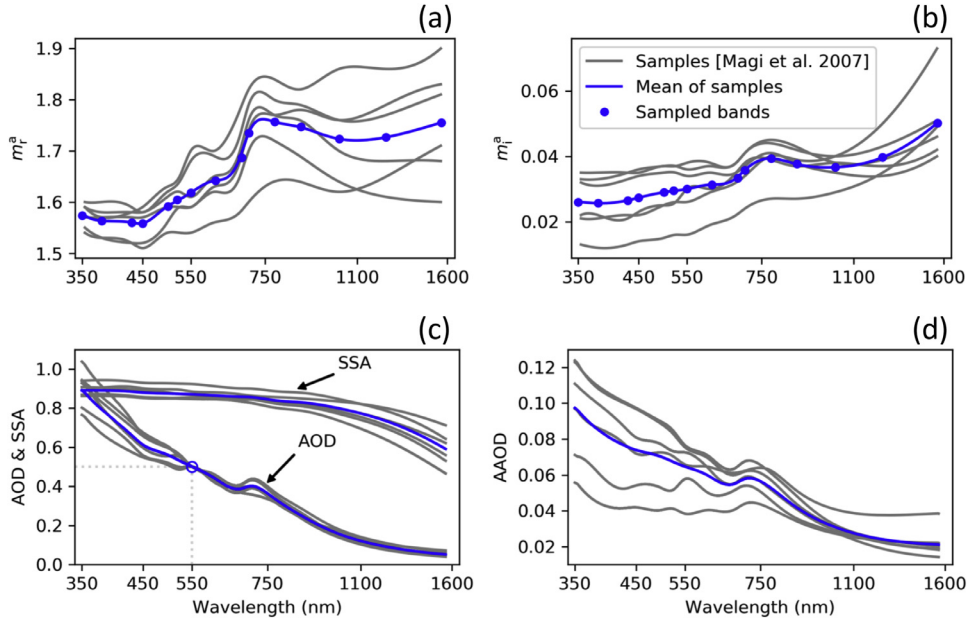 (a)
1.9
1.8
1.7
1.6
1.5
m_r^a
350 450 550 750 1100 1600
(b)
Samples [Magi et al. 2007]
Mean of samples
Sampled bands
0.06
0.04
0.02
m_i^a
350 450 550 750 1100 1600
(c)
1.0
0.8
0.6
0.4
0.2
0.0
AOD & SSA
SSA
AOD
350 450 550 750 1100 1600
Wavelength (nm)
(d)
0.12
0.10
0.08
0.06
0.04
0.02
AAOD
350 450 550 750 1100 1600
Wavelength (nm)